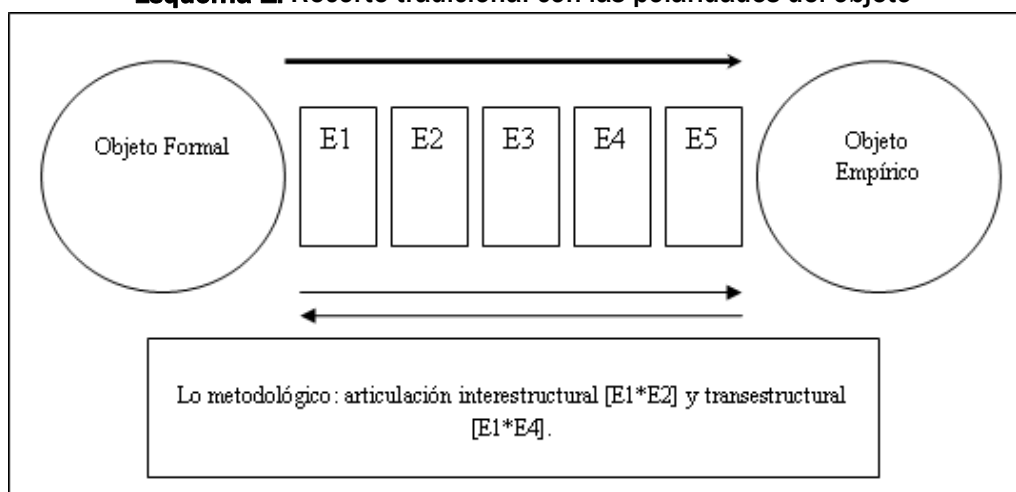 Esquema 2. Recorte tradicional con las polaridades del objeto
Objeto Formal
E1
E2
E3
E4
E5
Objeto
Empírico
Lo metodológico: articulación interestructural [E1*E2] y transestructural
[E1*E4].